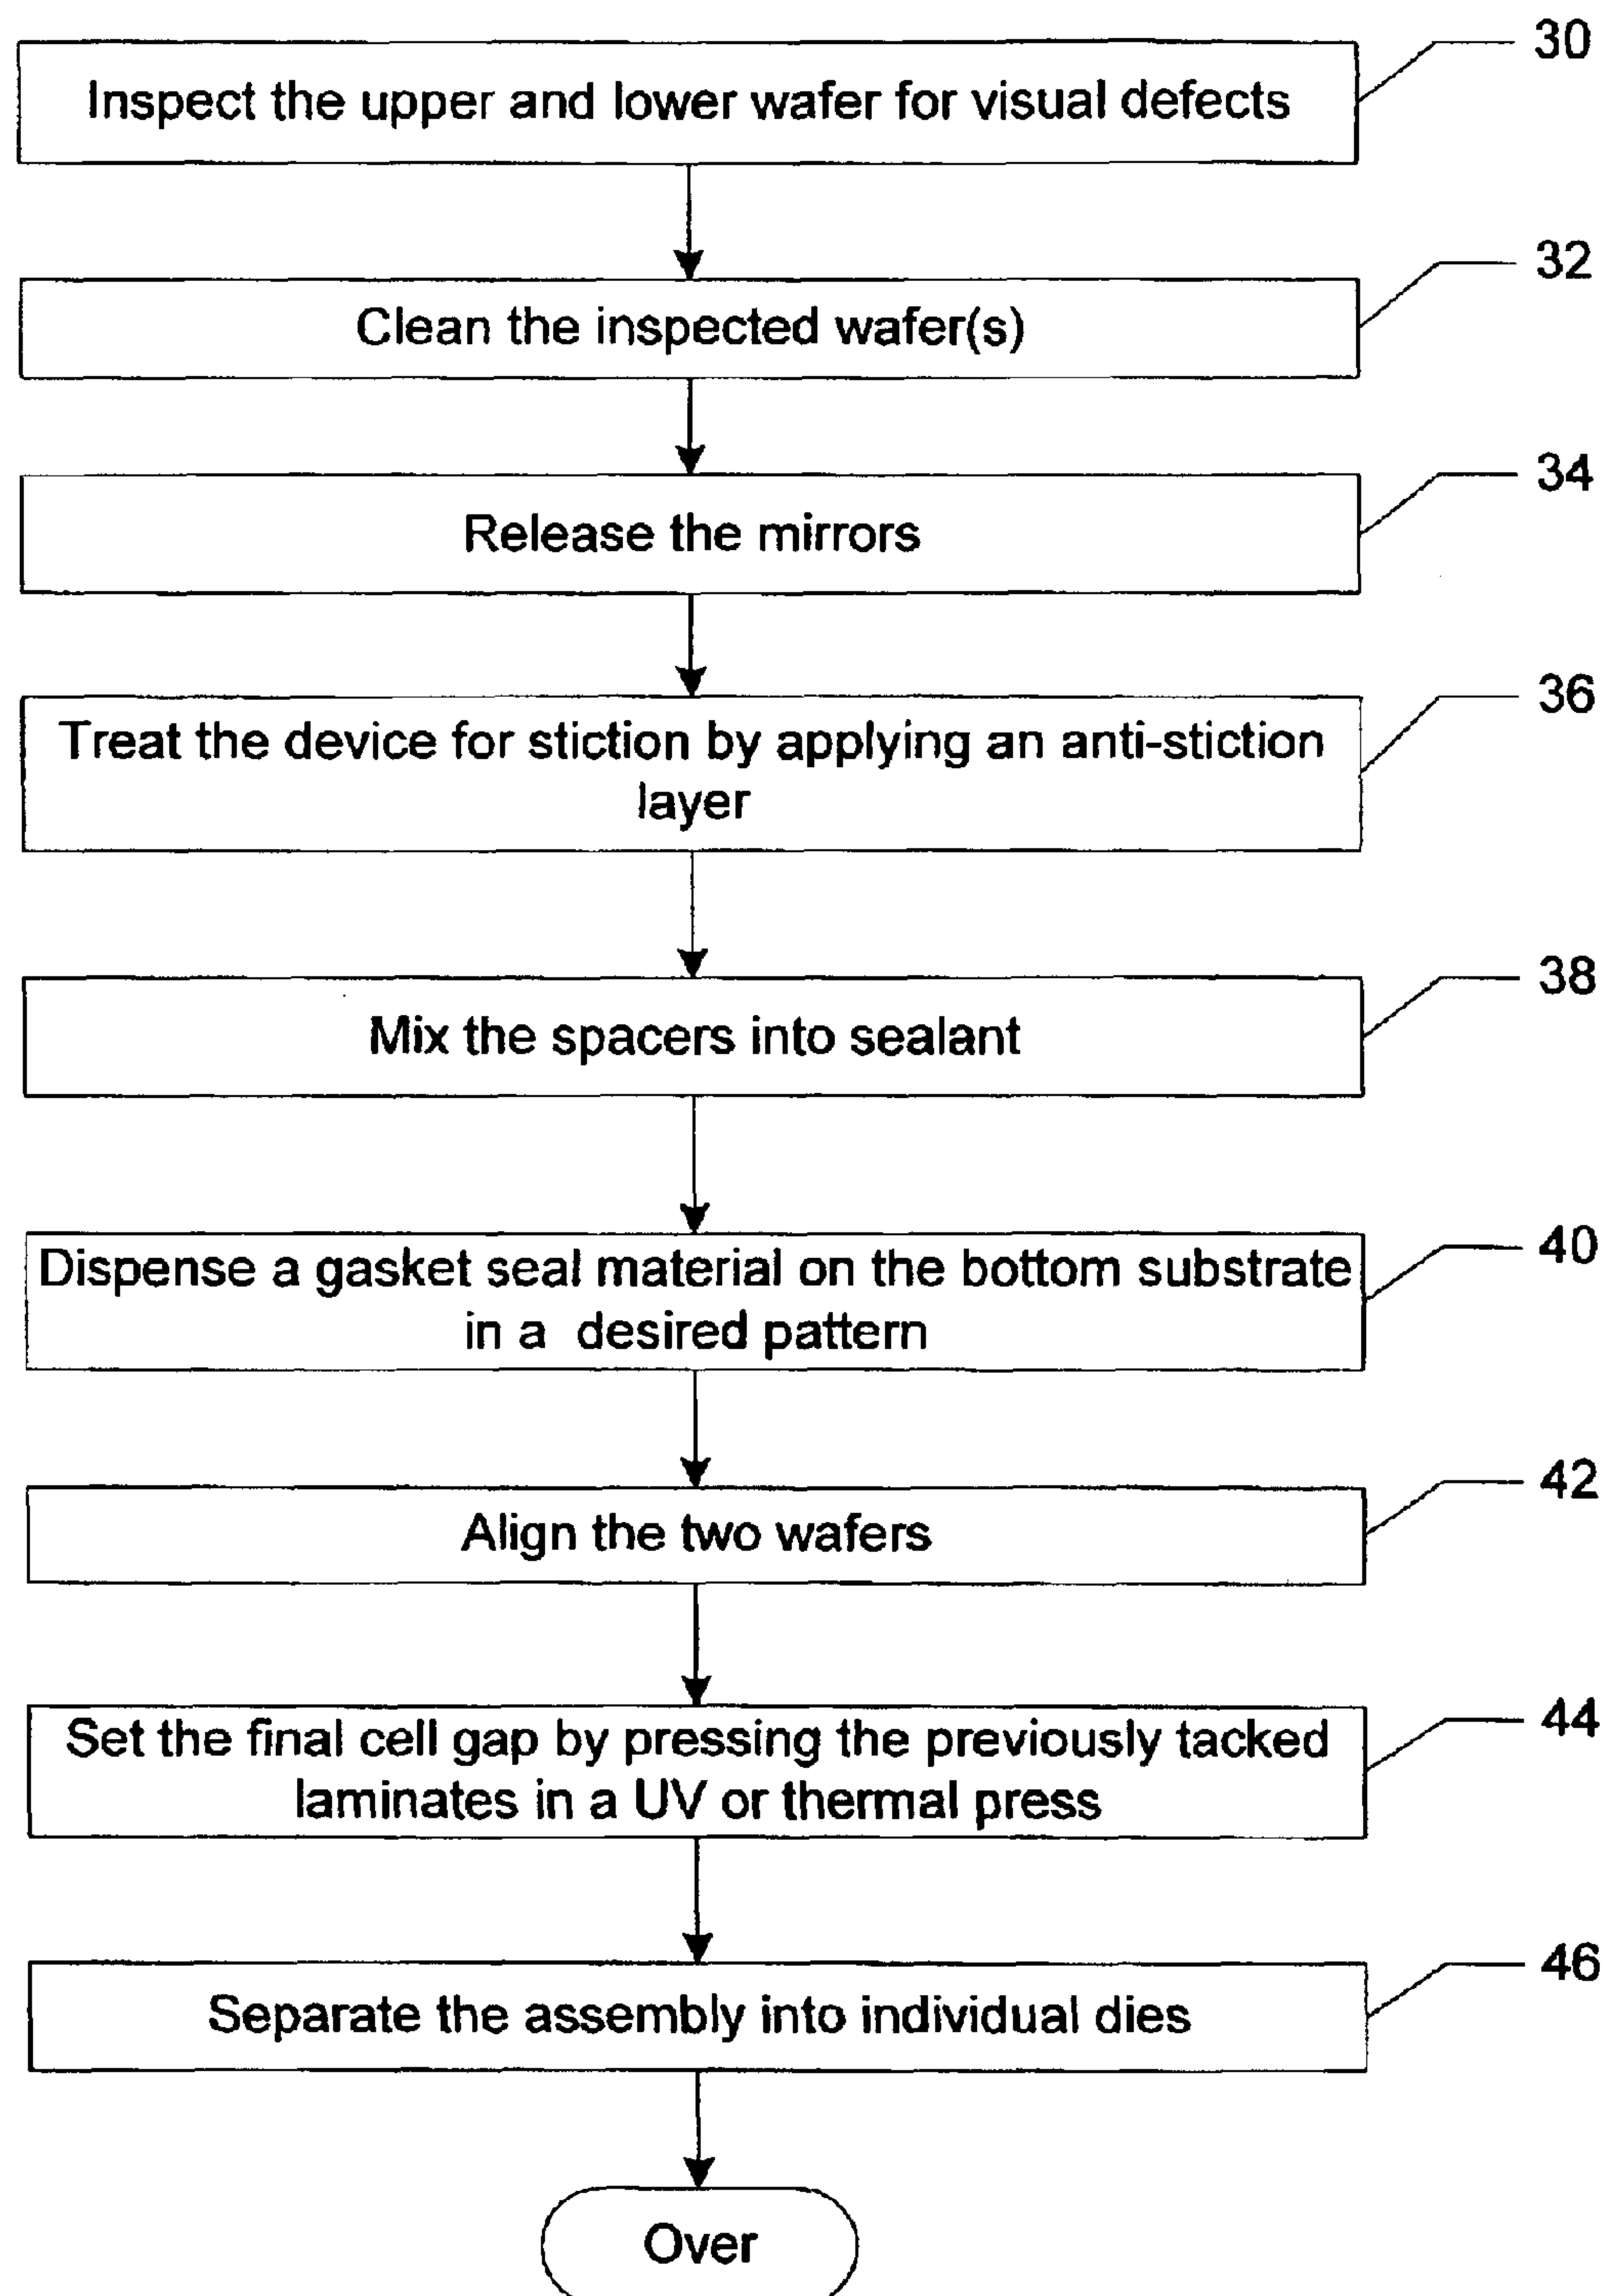 30
Inspect the upper and lower wafer for visual defects
32
Clean the inspected wafer(s)
34
Release the mirrors
36
Treat the device for stiction by applying an anti-stiction
layer
38
Mix the spacers into sealant
40
Dispense a gasket seal material on the bottom substrate
in a desired pattern
42
Align the two wafers
44
Set the final cell gap by pressing the previously tacked
laminates in a UV or thermal press
46
Separate the assembly into individual dies
Over